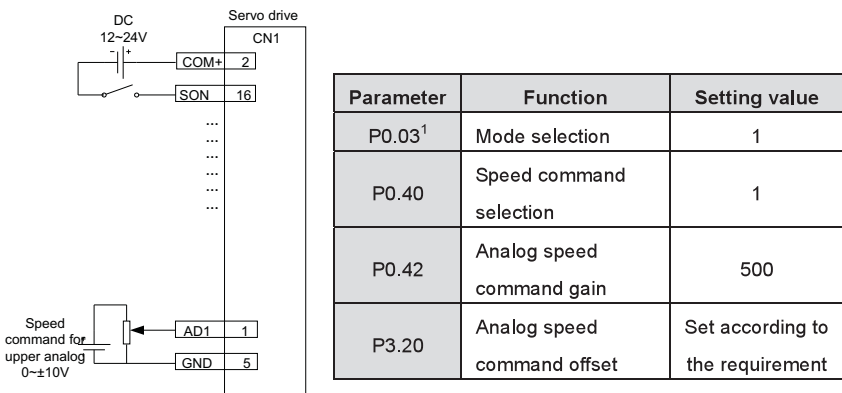 DC
12~24V
- +
Servo drive
CN1
COM+ 2
SON 16
...
...
...
...
...
...
Speed
command for
upper analog
0~±10V
+
AD1 1
GND 5
Parameter Function Setting value
P0.03¹ Mode selection 1
P0.40 Speed command
selection 1
P0.42 Analog speed
command gain 500
P3.20 Analog speed
command offset Set according to
the requirement